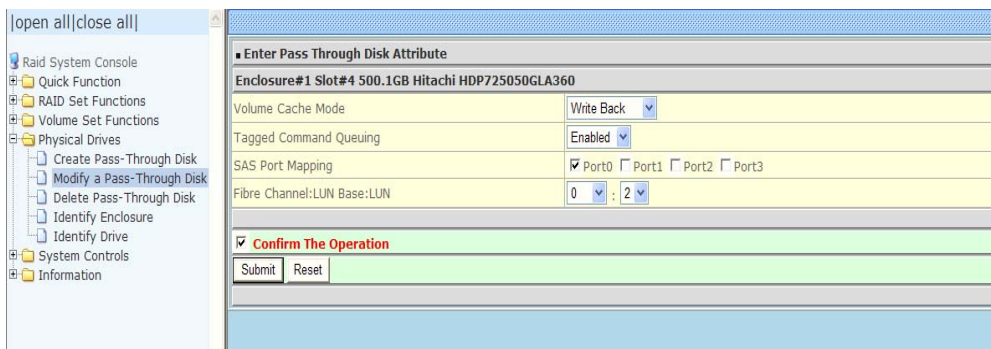 |open all|close all|
Raid System Console
Quick Function
RAID Set Functions
Volume Set Functions
Physical Drives
Create Pass-Through Disk
Modify a Pass-Through Disk
Delete Pass-Through Disk
Identify Enclosure
Identify Drive
System Controls
Information
Enter Pass Through Disk Attribute
Enclosure#1 Slot#4 500.1GB Hitachi HDP725050GLA360
Volume Cache Mode Write Back
Tagged Command Queuing Enabled
SAS Port Mapping Port0 Port1 Port2 Port3
Fibre Channel:LUN Base:LUN 0 : 2
Confirm The Operation
Submit Reset